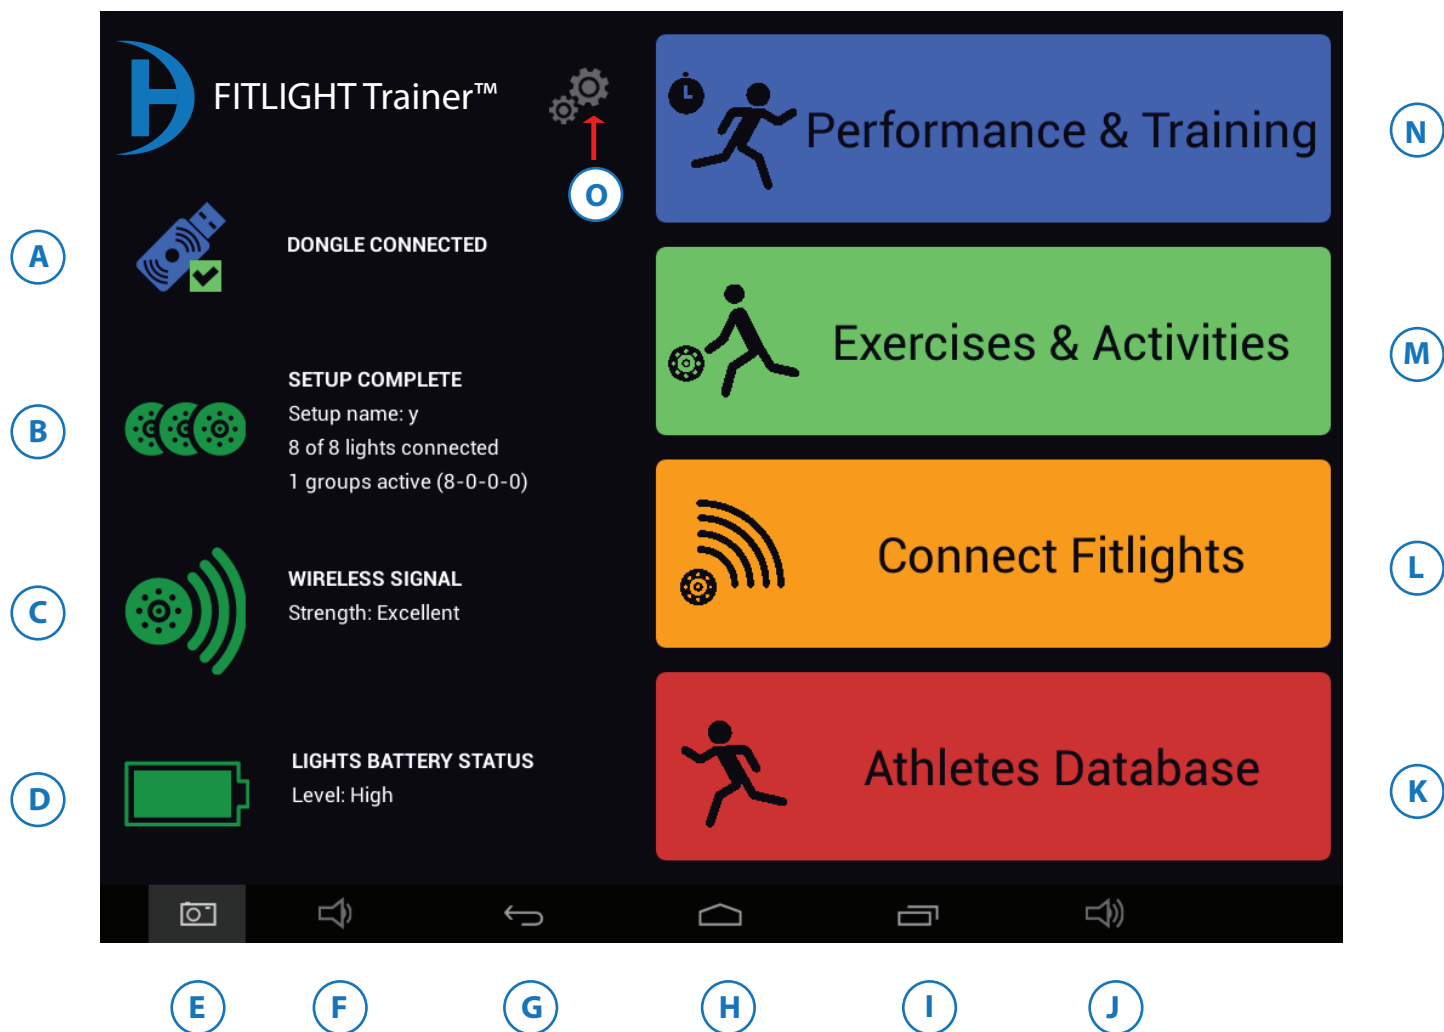 FITLIGHT Trainer™
O
A
DONGLE CONNECTED
B
SETUP COMPLETE
Setup name: y
8 of 8 lights connected
1 groups active (8-0-0-0)
C
WIRELESS SIGNAL
Strength: Excellent
D
LIGHTS BATTERY STATUS
Level: High
Performance & Training
N
Exercises & Activities
M
Connect Fitlights
L
Athletes Database
K
E F G H I J